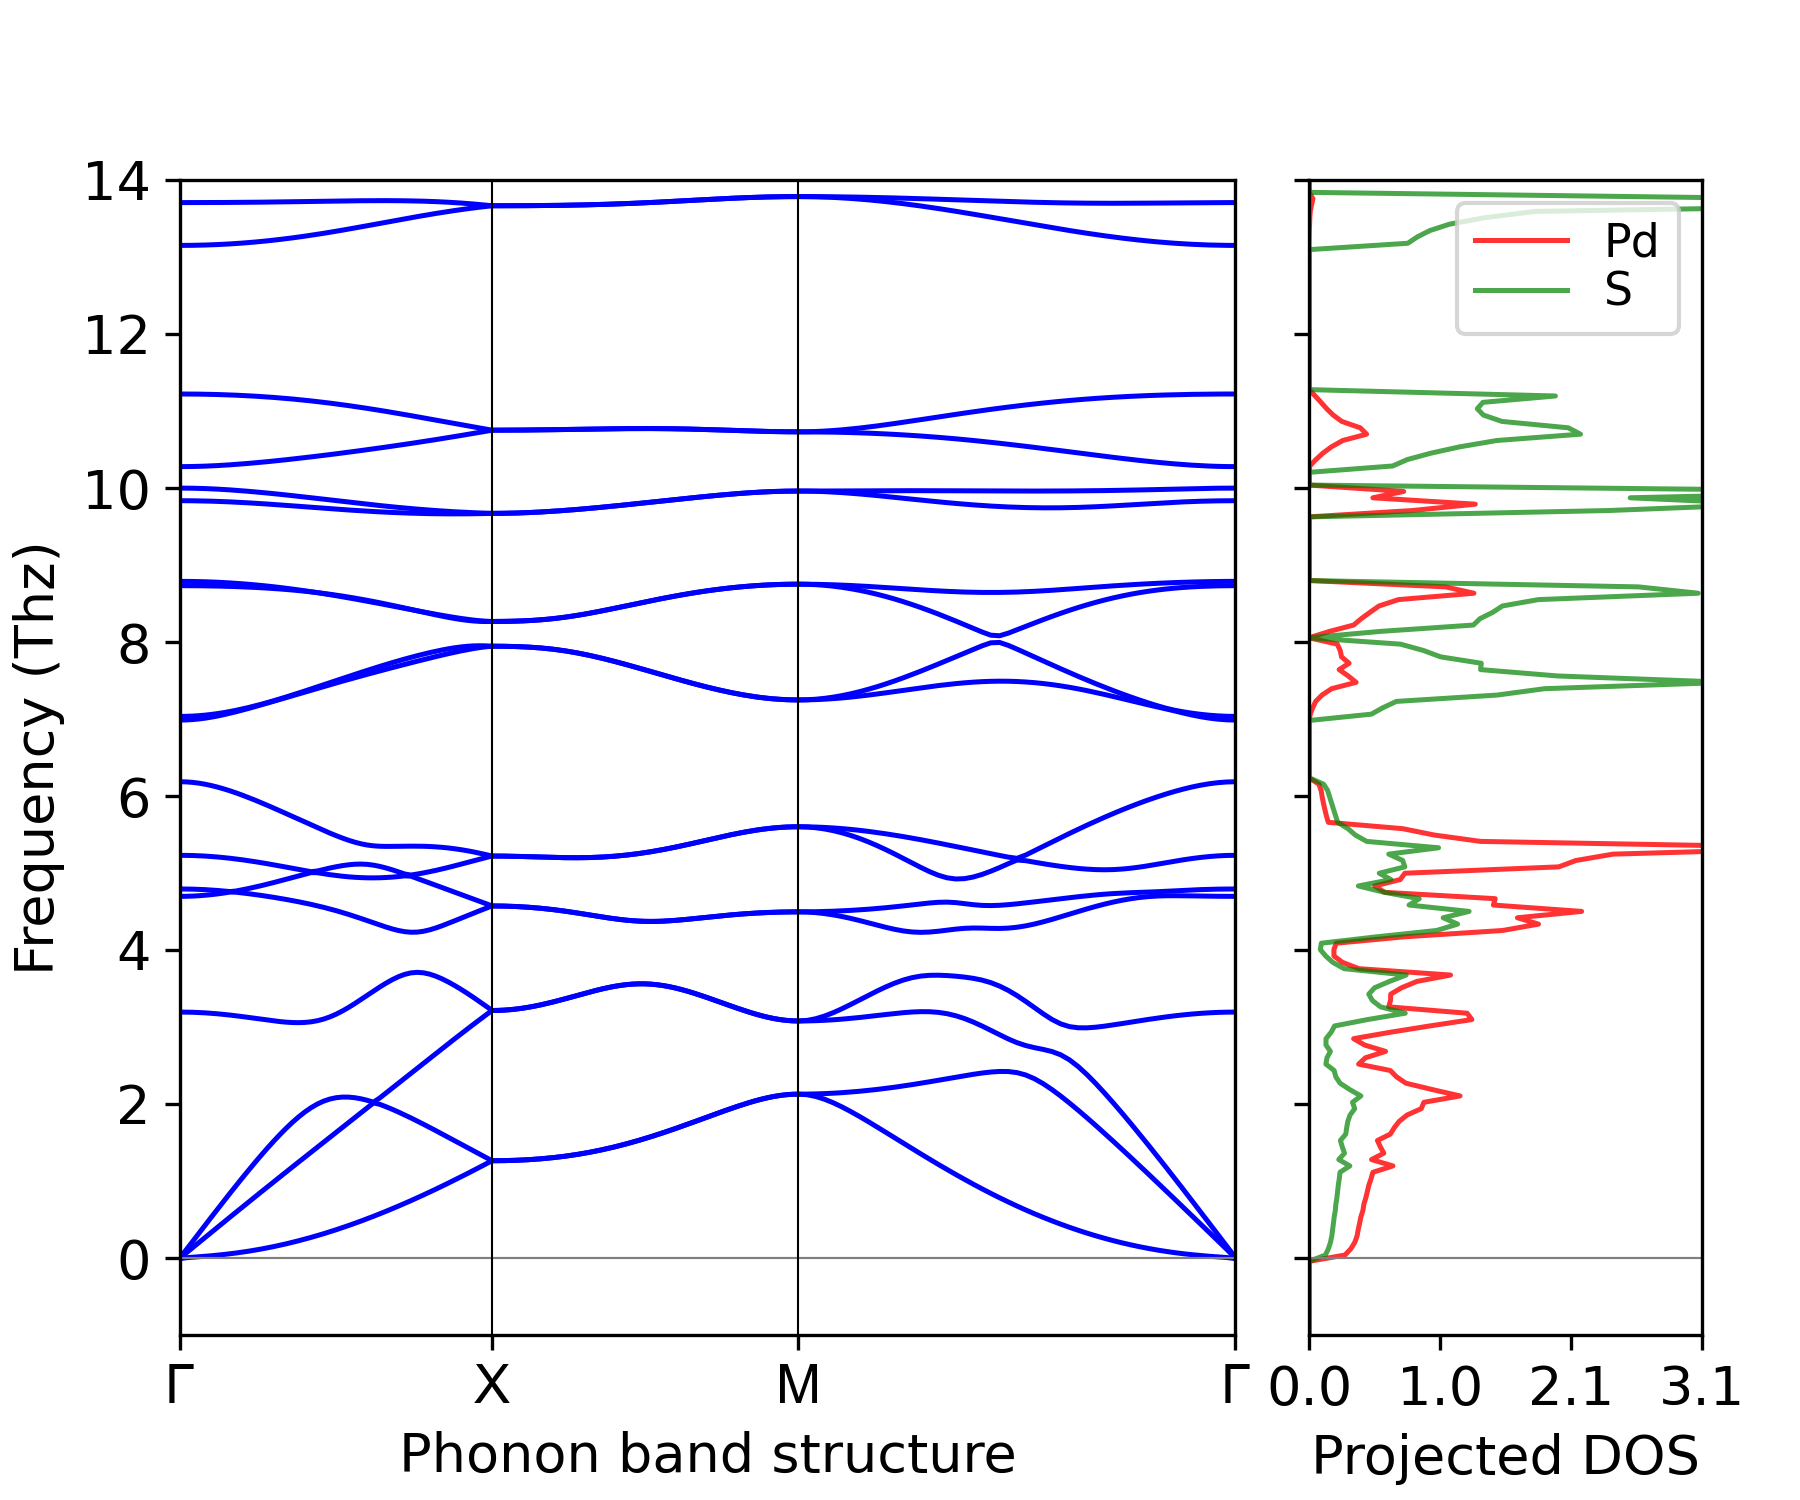 14
12
10
8
6
4
2
0
Frequency (Thz)
Γ X M Γ
Phonon band structure
Pd
S
0.0 1.0 2.1 3.1
Projected DOS